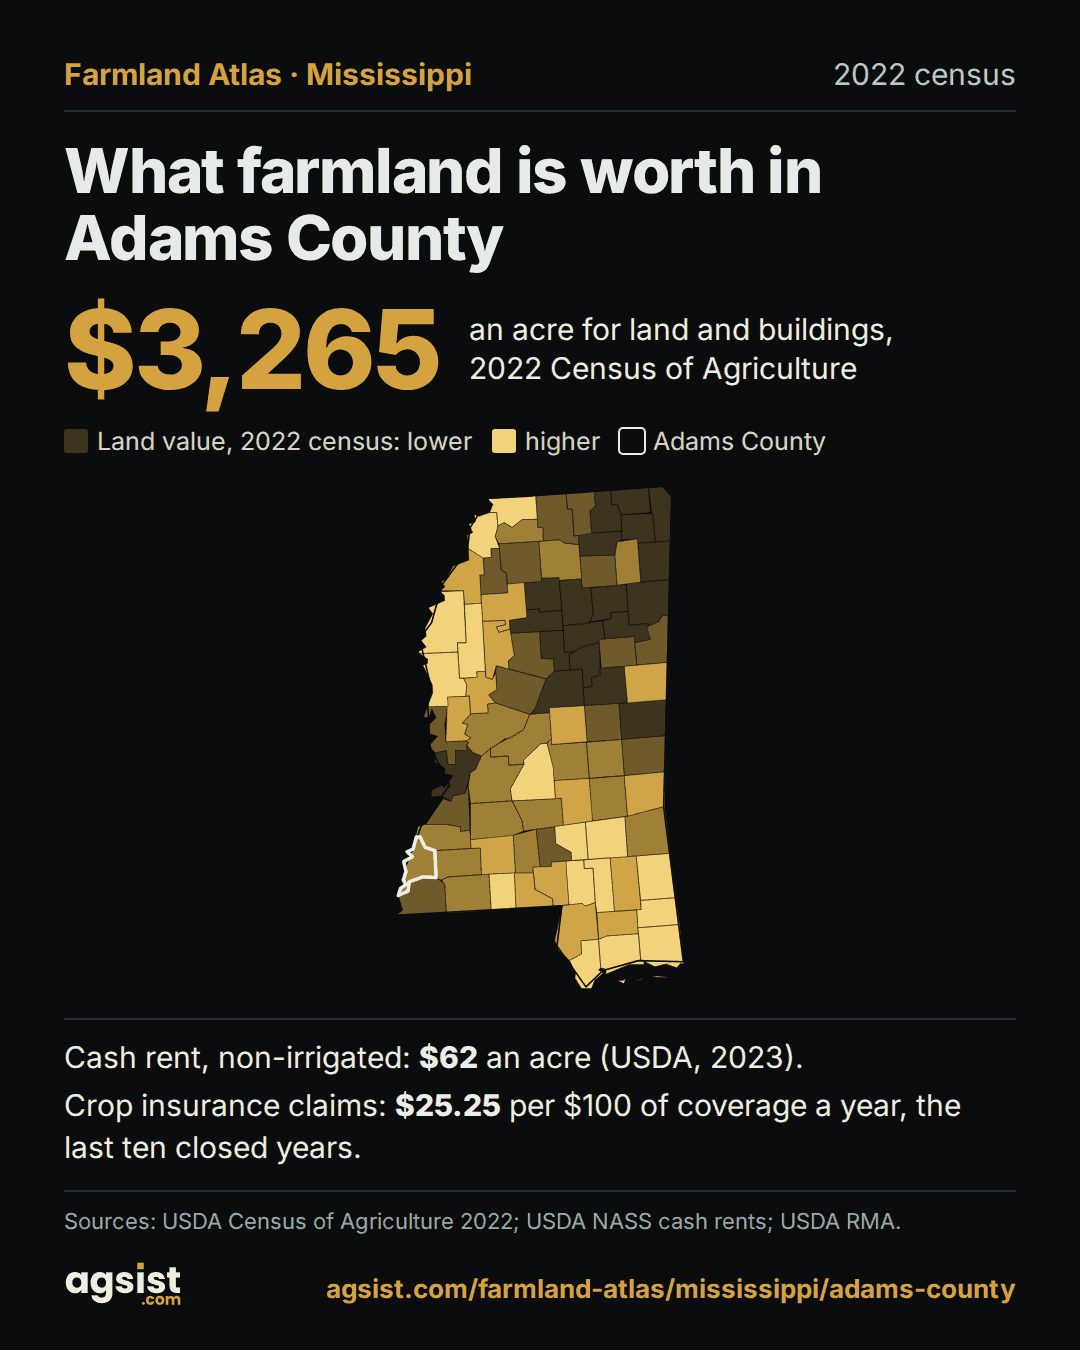 Farmland Atlas · Mississippi
2022 census
What farmland is worth in
Adams County
$3,265
an acre for land and buildings,
2022 Census of Agriculture
Land value, 2022 census: lower
higher
Adams County
Cash rent, non-irrigated: $62 an acre (USDA, 2023).
Crop insurance claims: $25.25 per $100 of coverage a year, the
last ten closed years.
Sources: USDA Census of Agriculture 2022; USDA NASS cash rents; USDA RMA.
agsist
.com
agsist.com/farmland-atlas/mississippi/adams-county